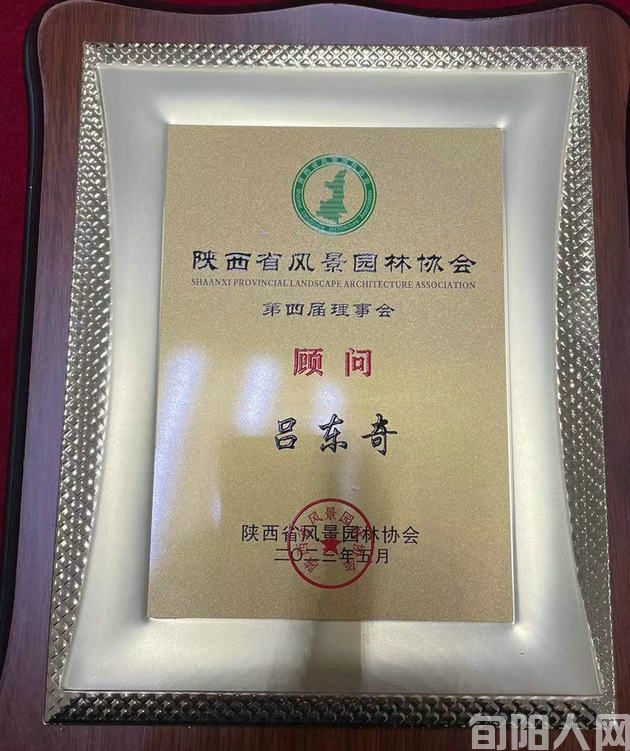 陕西省风景园林协会
SHAANXI PROVINCIAL LANDSCAPE ARCHITECTURE ASSOCIATION
第四届理事会
顾问
吕东奇
陕西省风景园林协会
二〇二三年五月
旬阳人网